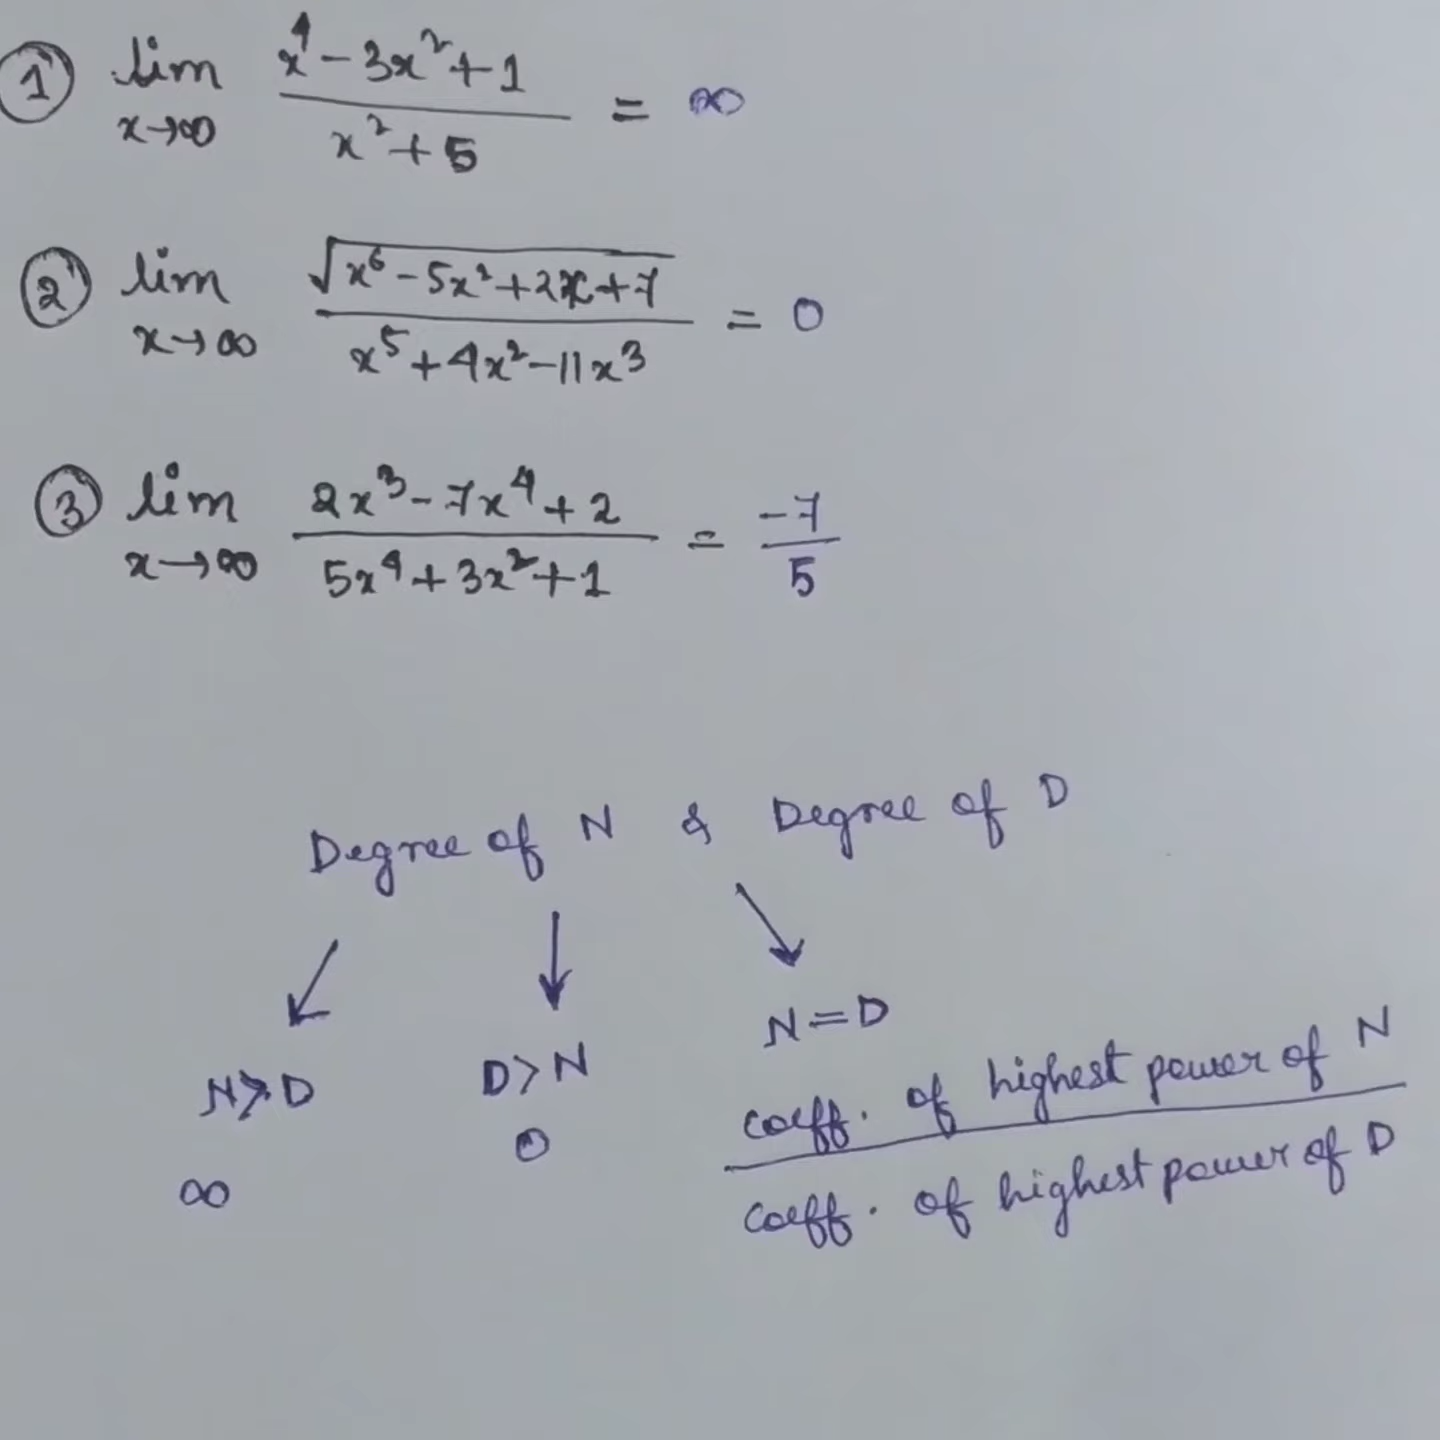 ① lim x→∞ (x⁴ - 3x² + 1) / (x² + 5) = ∞
② lim x→∞ √(x⁶ - 5x² + 2x + 7) / (x⁵ + 4x² - 11x³) = 0
③ lim x→∞ (2x³ - 7x⁴ + 2) / (5x⁴ + 3x² + 1) = -7/5
Degree of N & Degree of D
N>D
∞
D>N
0
N=D
coeff. of highest power of N
coeff. of highest power of D